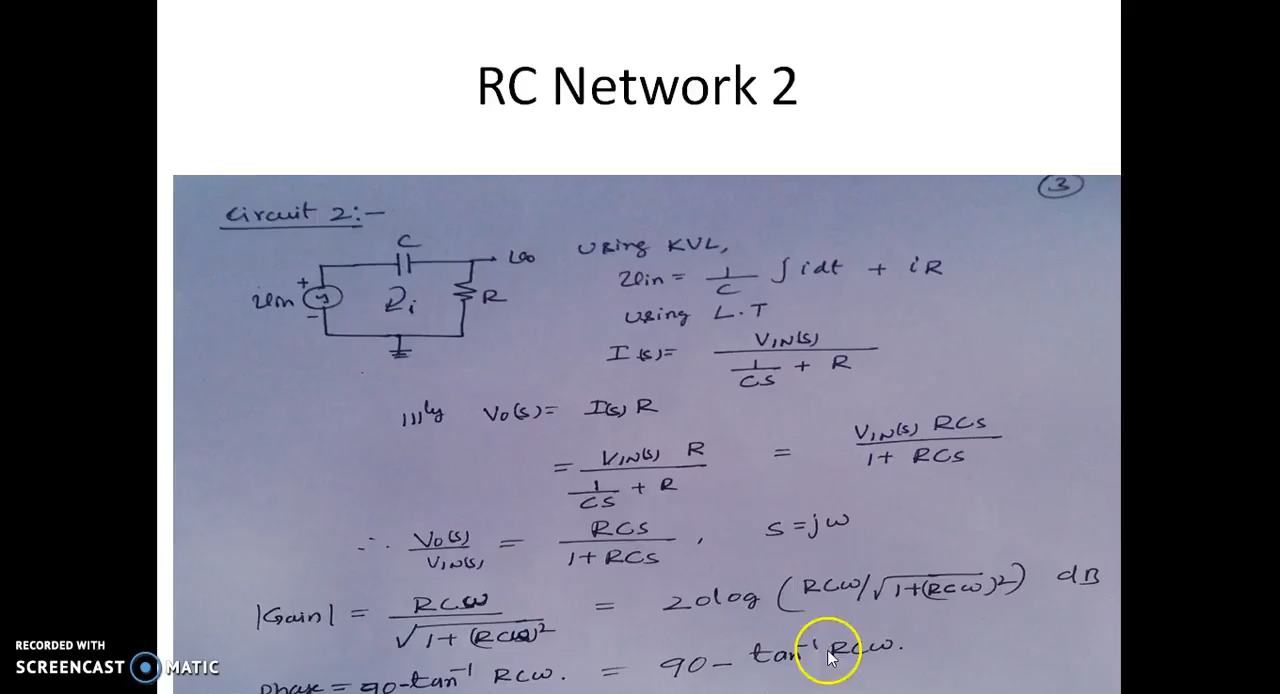 RC Network 2
3
Circuit 2:-
C
Vo
Vin
+
-
i
R
Using KVL,
Vin = 1/C ∫ i dt + iR
using L.T
I(s) = VIN(s) / (1/CS + R)
|||ly Vo(s) = I(s) R
= VIN(s) R / (1/CS + R) = VIN(s) RCS / (1 + RCS)
∴ Vo(s)/VIN(s) = RCS / (1 + RCS), s = jω
|Gain| = RCω / √(1 + (RCω)²) = 20log (RCω/√(1+(RCω)²)) dB
phase = 90 - tan⁻¹ RCω. = 90 - tan⁻¹ RCω.
RECORDED WITH
SCREENCAST MATIC